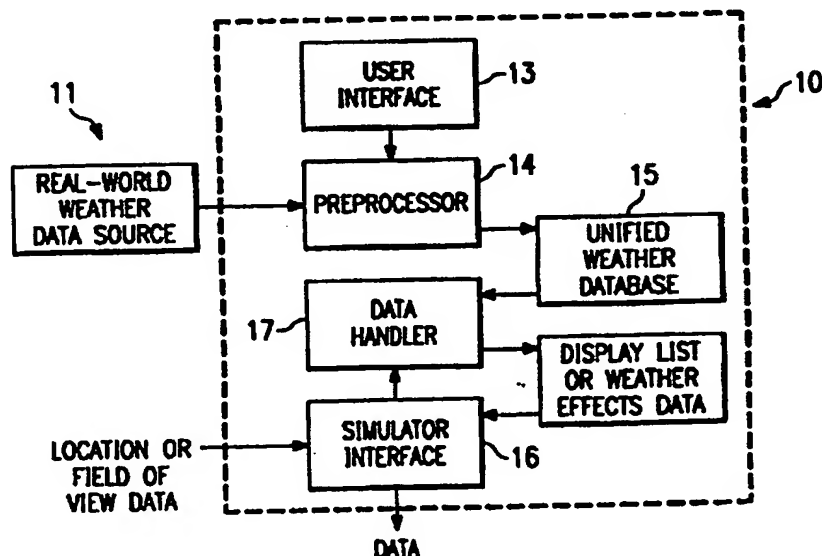 USER
INTERFACE
13
10
11
REAL-WORLD
WEATHER
DATA SOURCE
14
PREPROCESSOR
15
UNIFIED
WEATHER
DATABASE
17
DATA
HANDLER
DISPLAY LIST
OR WEATHER
EFFECTS DATA
LOCATION OR
FIELD OF
VIEW DATA
SIMULATOR
INTERFACE
16
DATA